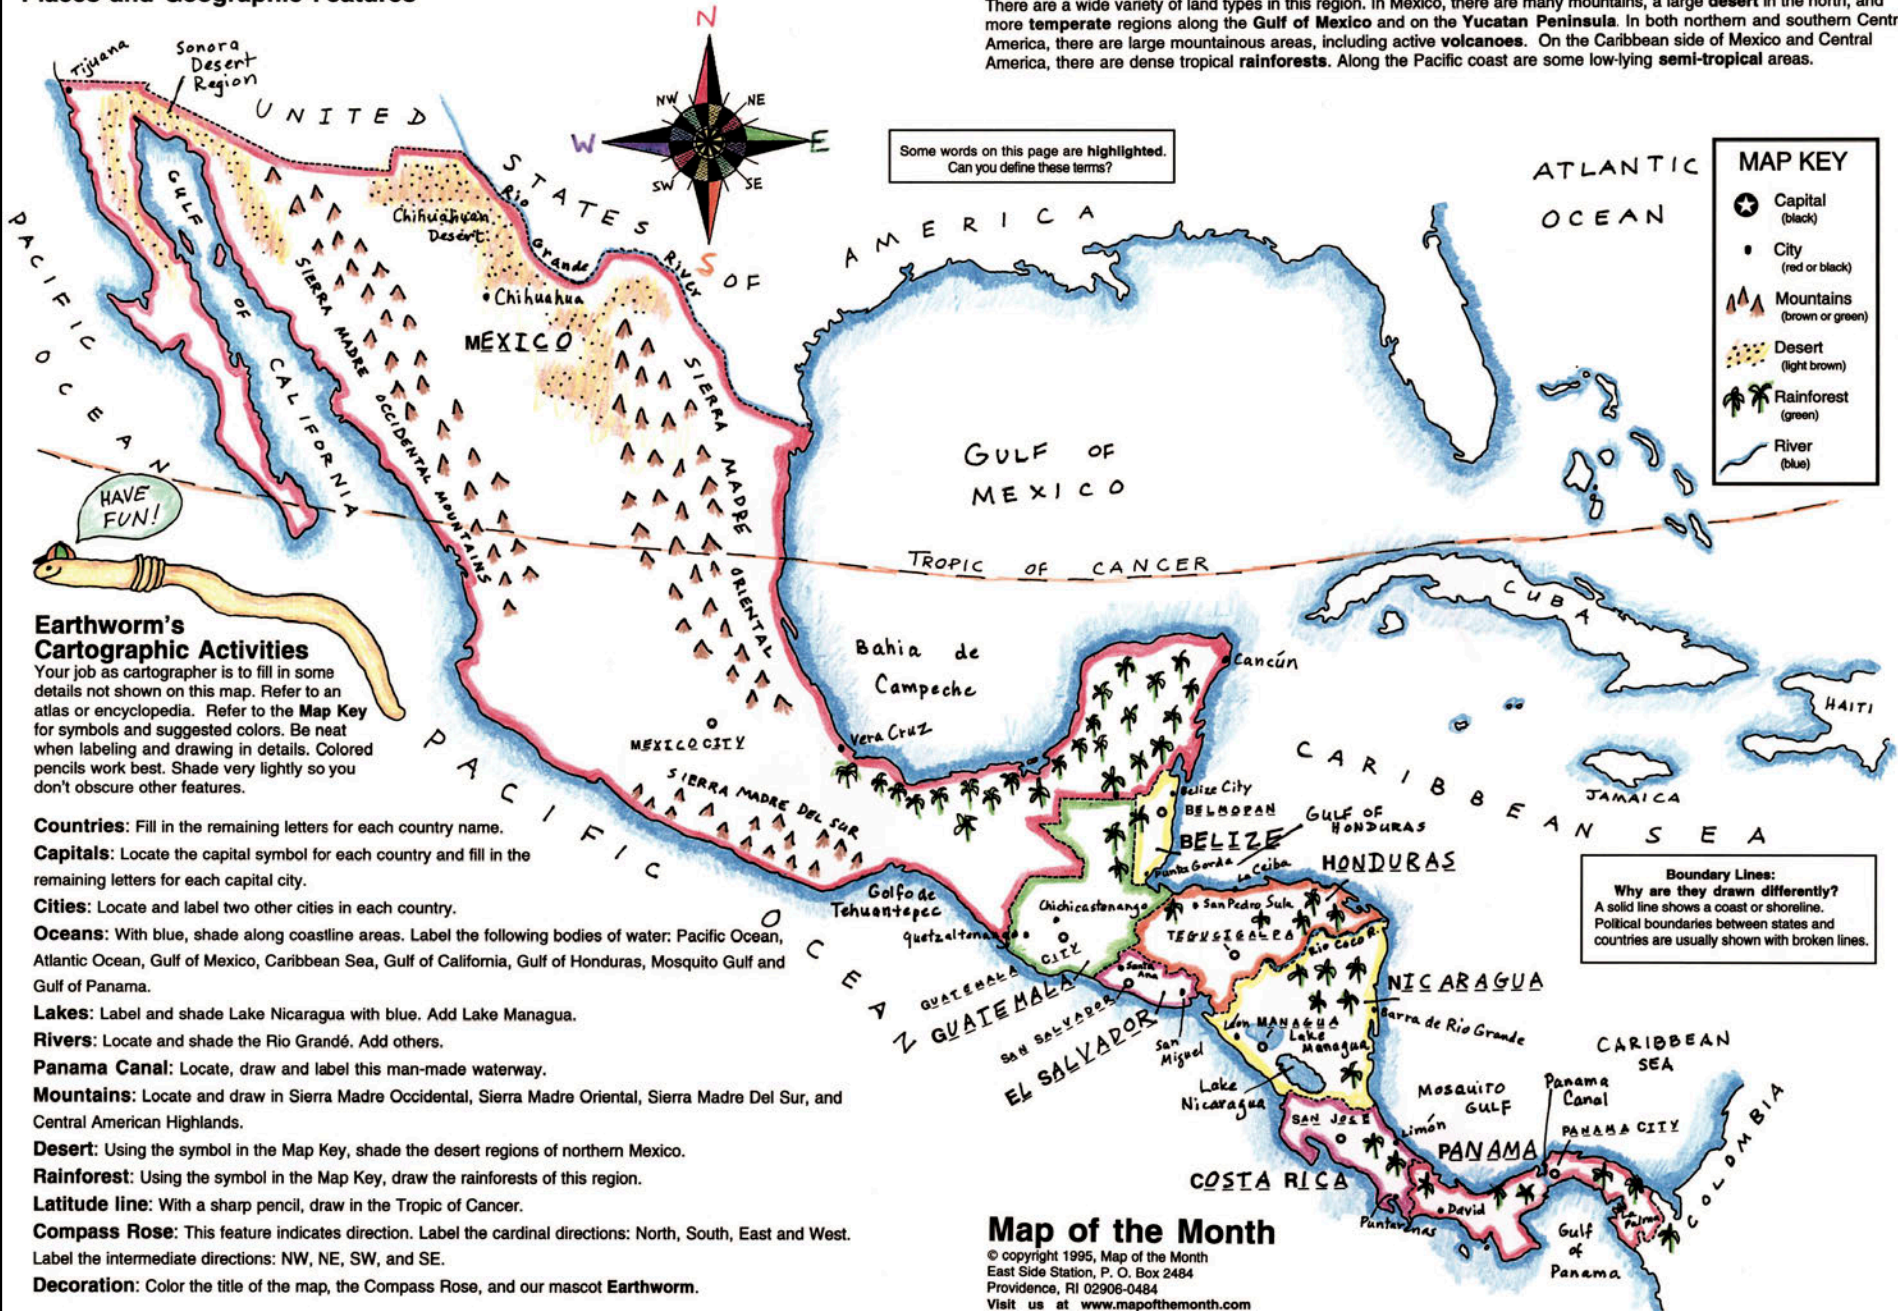 Places and Geographic Features
There are a wide variety of land types in this region. In Mexico, there are many mountains, a large desert in the north, and
more temperate regions along the Gulf of Mexico and on the Yucatan Peninsula. In both northern and southern Centr
America, there are large mountainous areas, including active volcanoes. On the Caribbean side of Mexico and Central
America, there are dense tropical rainforests. Along the Pacific coast are some low-lying semi-tropical areas.
N
NW
NE
W
E
SW
SE
S
Some words on this page are highlighted.
Can you define these terms?
MAP KEY
Capital
(black)
City
(red or black)
Mountains
(brown or green)
Desert
(light brown)
Rainforest
(green)
River
(blue)
Tijuana
Sonora
Desert
Region
UNITED
STATES
OF
AMERICA
ATLANTIC
OCEAN
PACIFIC
OCEAN
GULF
OF
CALIFORNIA
Chihuahuan
Desert
Rio
Grande
River
Chihuahua
MEXICO
SIERRA MADRE OCCIDENTAL MOUNTAINS
SIERRA MADRE ORIENTAL
GULF OF
MEXICO
TROPIC OF CANCER
CUBA
HAITI
JAMAICA
HAVE
FUN!
Bahia de
Campeche
Cancún
MEXICO CITY
Vera Cruz
SIERRA MADRE DEL SUR
PACIFIC
OCEAN
CARIBBEAN SEA
Belize City
BELMOPAN
BELIZE
GULF OF
HONDURAS
Punta Gorda
La Ceiba
HONDURAS
Golfo de
Tehuantepec
Quetzaltenango
Chichicastenango
San Pedro Sula
TEGUCIGALPA
Rio Coco R.
GUATEMALA CITY
GUATEMALA
Santa
Ana
SAN SALVADOR
EL SALVADOR
San
Miguel
NICARAGUA
Leon
MANAGUA
Lake
Managua
Barra de Rio Grande
Lake
Nicaragua
CARIBBEAN
SEA
MOSQUITO
GULF
Panama
Canal
PANAMA CITY
COLOMBIA
SAN JOSE
Limón
PANAMA
COSTA RICA
Puntarenas
David
La
Palma
Gulf
of
Panama
Boundary Lines:
Why are they drawn differently?
A solid line shows a coast or shoreline.
Political boundaries between states and
countries are usually shown with broken lines.
Earthworm's
Cartographic Activities
Your job as cartographer is to fill in some
details not shown on this map. Refer to an
atlas or encyclopedia. Refer to the Map Key
for symbols and suggested colors. Be neat
when labeling and drawing in details. Colored
pencils work best. Shade very lightly so you
don't obscure other features.
Countries: Fill in the remaining letters for each country name.
Capitals: Locate the capital symbol for each country and fill in the
remaining letters for each capital city.
Cities: Locate and label two other cities in each country.
Oceans: With blue, shade along coastline areas. Label the following bodies of water: Pacific Ocean,
Atlantic Ocean, Gulf of Mexico, Caribbean Sea, Gulf of California, Gulf of Honduras, Mosquito Gulf and
Gulf of Panama.
Lakes: Label and shade Lake Nicaragua with blue. Add Lake Managua.
Rivers: Locate and shade the Rio Grandé. Add others.
Panama Canal: Locate, draw and label this man-made waterway.
Mountains: Locate and draw in Sierra Madre Occidental, Sierra Madre Oriental, Sierra Madre Del Sur, and
Central American Highlands.
Desert: Using the symbol in the Map Key, shade the desert regions of northern Mexico.
Rainforest: Using the symbol in the Map Key, draw the rainforests of this region.
Latitude line: With a sharp pencil, draw in the Tropic of Cancer.
Compass Rose: This feature indicates direction. Label the cardinal directions: North, South, East and West.
Label the intermediate directions: NW, NE, SW, and SE.
Decoration: Color the title of the map, the Compass Rose, and our mascot Earthworm.
Map of the Month
© copyright 1995, Map of the Month
East Side Station, P. O. Box 2484
Providence, RI 02906-0484
Visit us at www.mapofthemonth.com